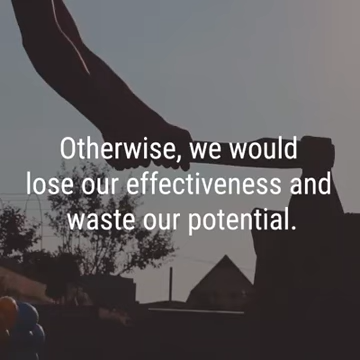 Otherwise, we would
lose our effectiveness and
waste our potential.